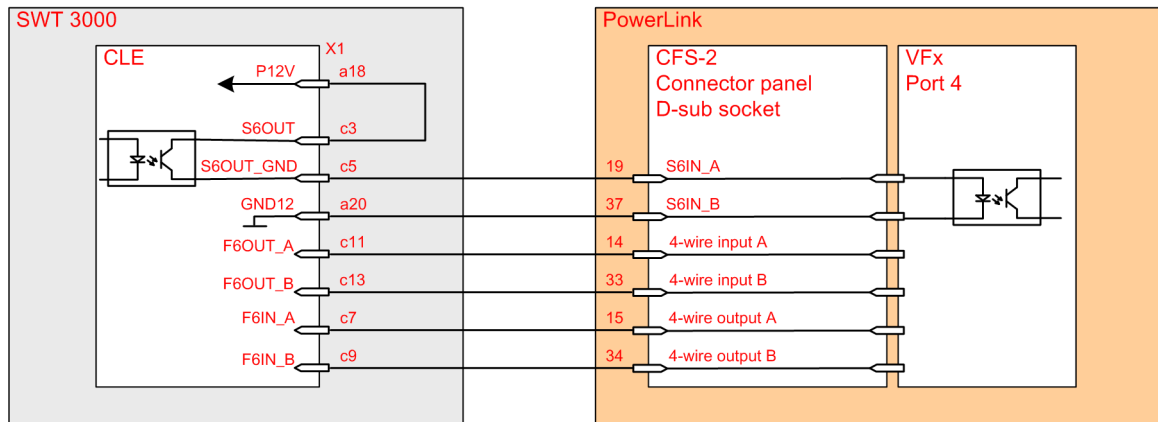 SWT 3000
PowerLink
CLE
X1
CFS-2
Connector panel
D-sub socket
VFx
Port 4
P12V
a18
S6OUT
c3
S6OUT_GND
c5
19
S6IN_A
GND12
a20
37
S6IN_B
F6OUT_A
c11
14
4-wire input A
F6OUT_B
c13
33
4-wire input B
F6IN_A
c7
15
4-wire output A
F6IN_B
c9
34
4-wire output B